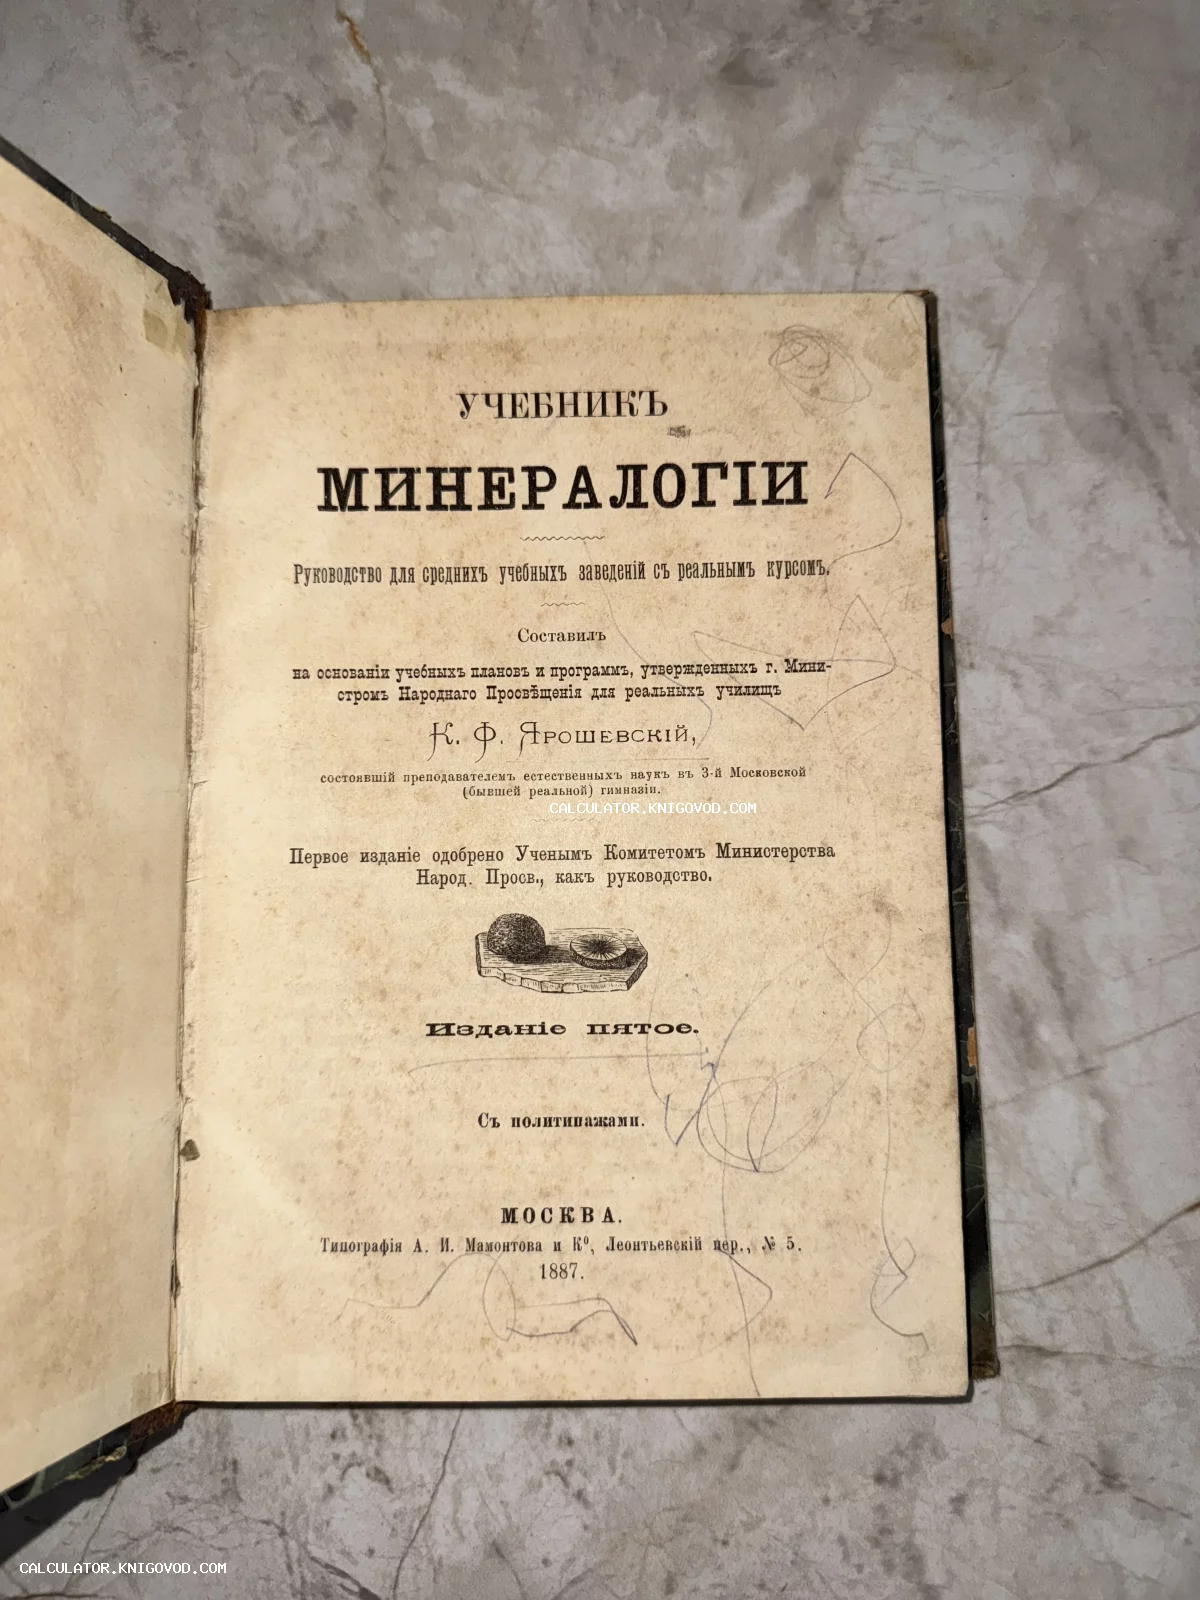 УЧЕБНИКЪ
МИНЕРАЛОГІИ
Руководство для среднихъ учебныхъ заведеній съ реальнымъ курсомъ.
Составилъ
на основаніи учебныхъ плановъ и программъ, утвержденныхъ г. Мини-
стромъ Народнаго Просвѣщенія для реальныхъ училищъ
К. Ф. Ярошевскій,
состоявшій преподавателемъ естественныхъ наукъ въ 3-й Московской
(бывшей реальной) гимназіи.
CALCULATOR.KNIGOVOD.COM
Первое изданіе одобрено Ученымъ Комитетомъ Министерства
Народ. Просв., какъ руководство.
Изданіе пятое.
Съ политипажами.
МОСКВА.
Типографія А. И. Мамонтова и К⁰, Леонтьевскій пер., № 5.
1887.
CALCULATOR.KNIGOVOD.COM